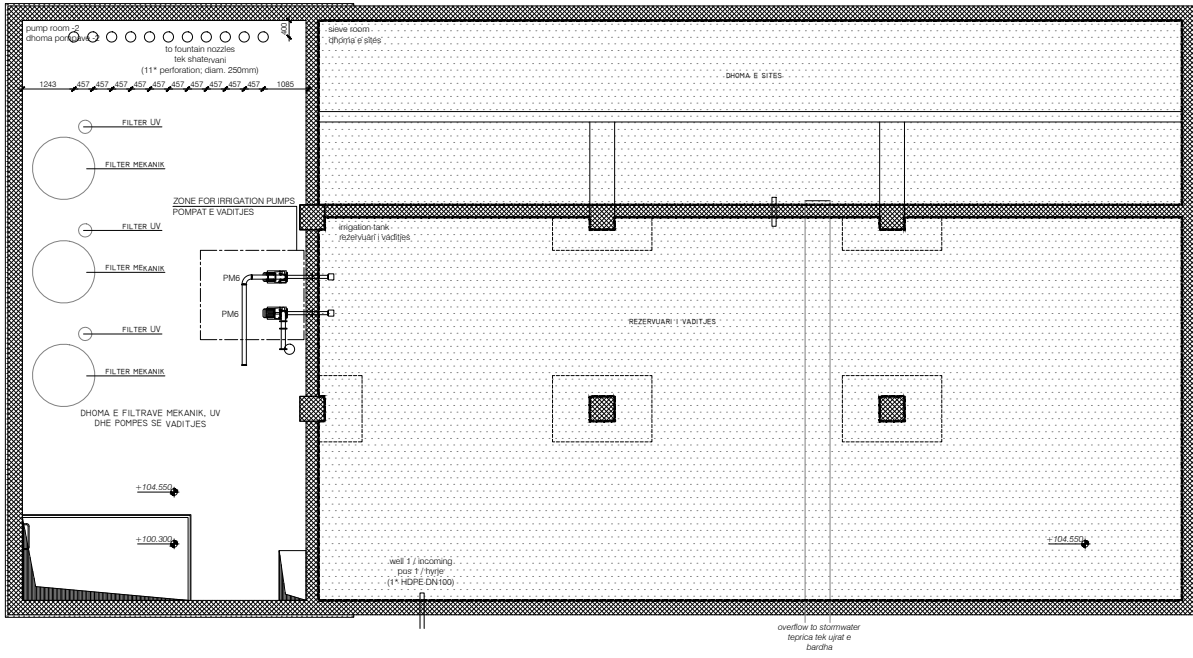 pump room -2
dhoma pompave -2
to fountain nozzles
tek shatervani
(11* perforation; diam. 250mm)
400
1243 457 457 457 457 457 457 457 457 457 457 1085
sieve room
dhoma e sites
DHOMA E SITES
FILTER UV
FILTER MEKANIK
ZONE FOR IRRIGATION PUMPS
POMPAT E VADITJES
FILTER UV
FILTER MEKANIK
irrigation tank
rezervuari i vaditjes
PM6
PM6
REZERVUARI I VADITJES
FILTER UV
FILTER MEKANIK
DHOMA E FILTRAVE MEKANIK, UV
DHE POMPES SE VADITJES
+104.550
+100.300
+104.550
well 1 / incoming
pus 1 / hyrje
(1* HDPE DN100)
overflow to stormwater
teprica tek ujrat e
bardha